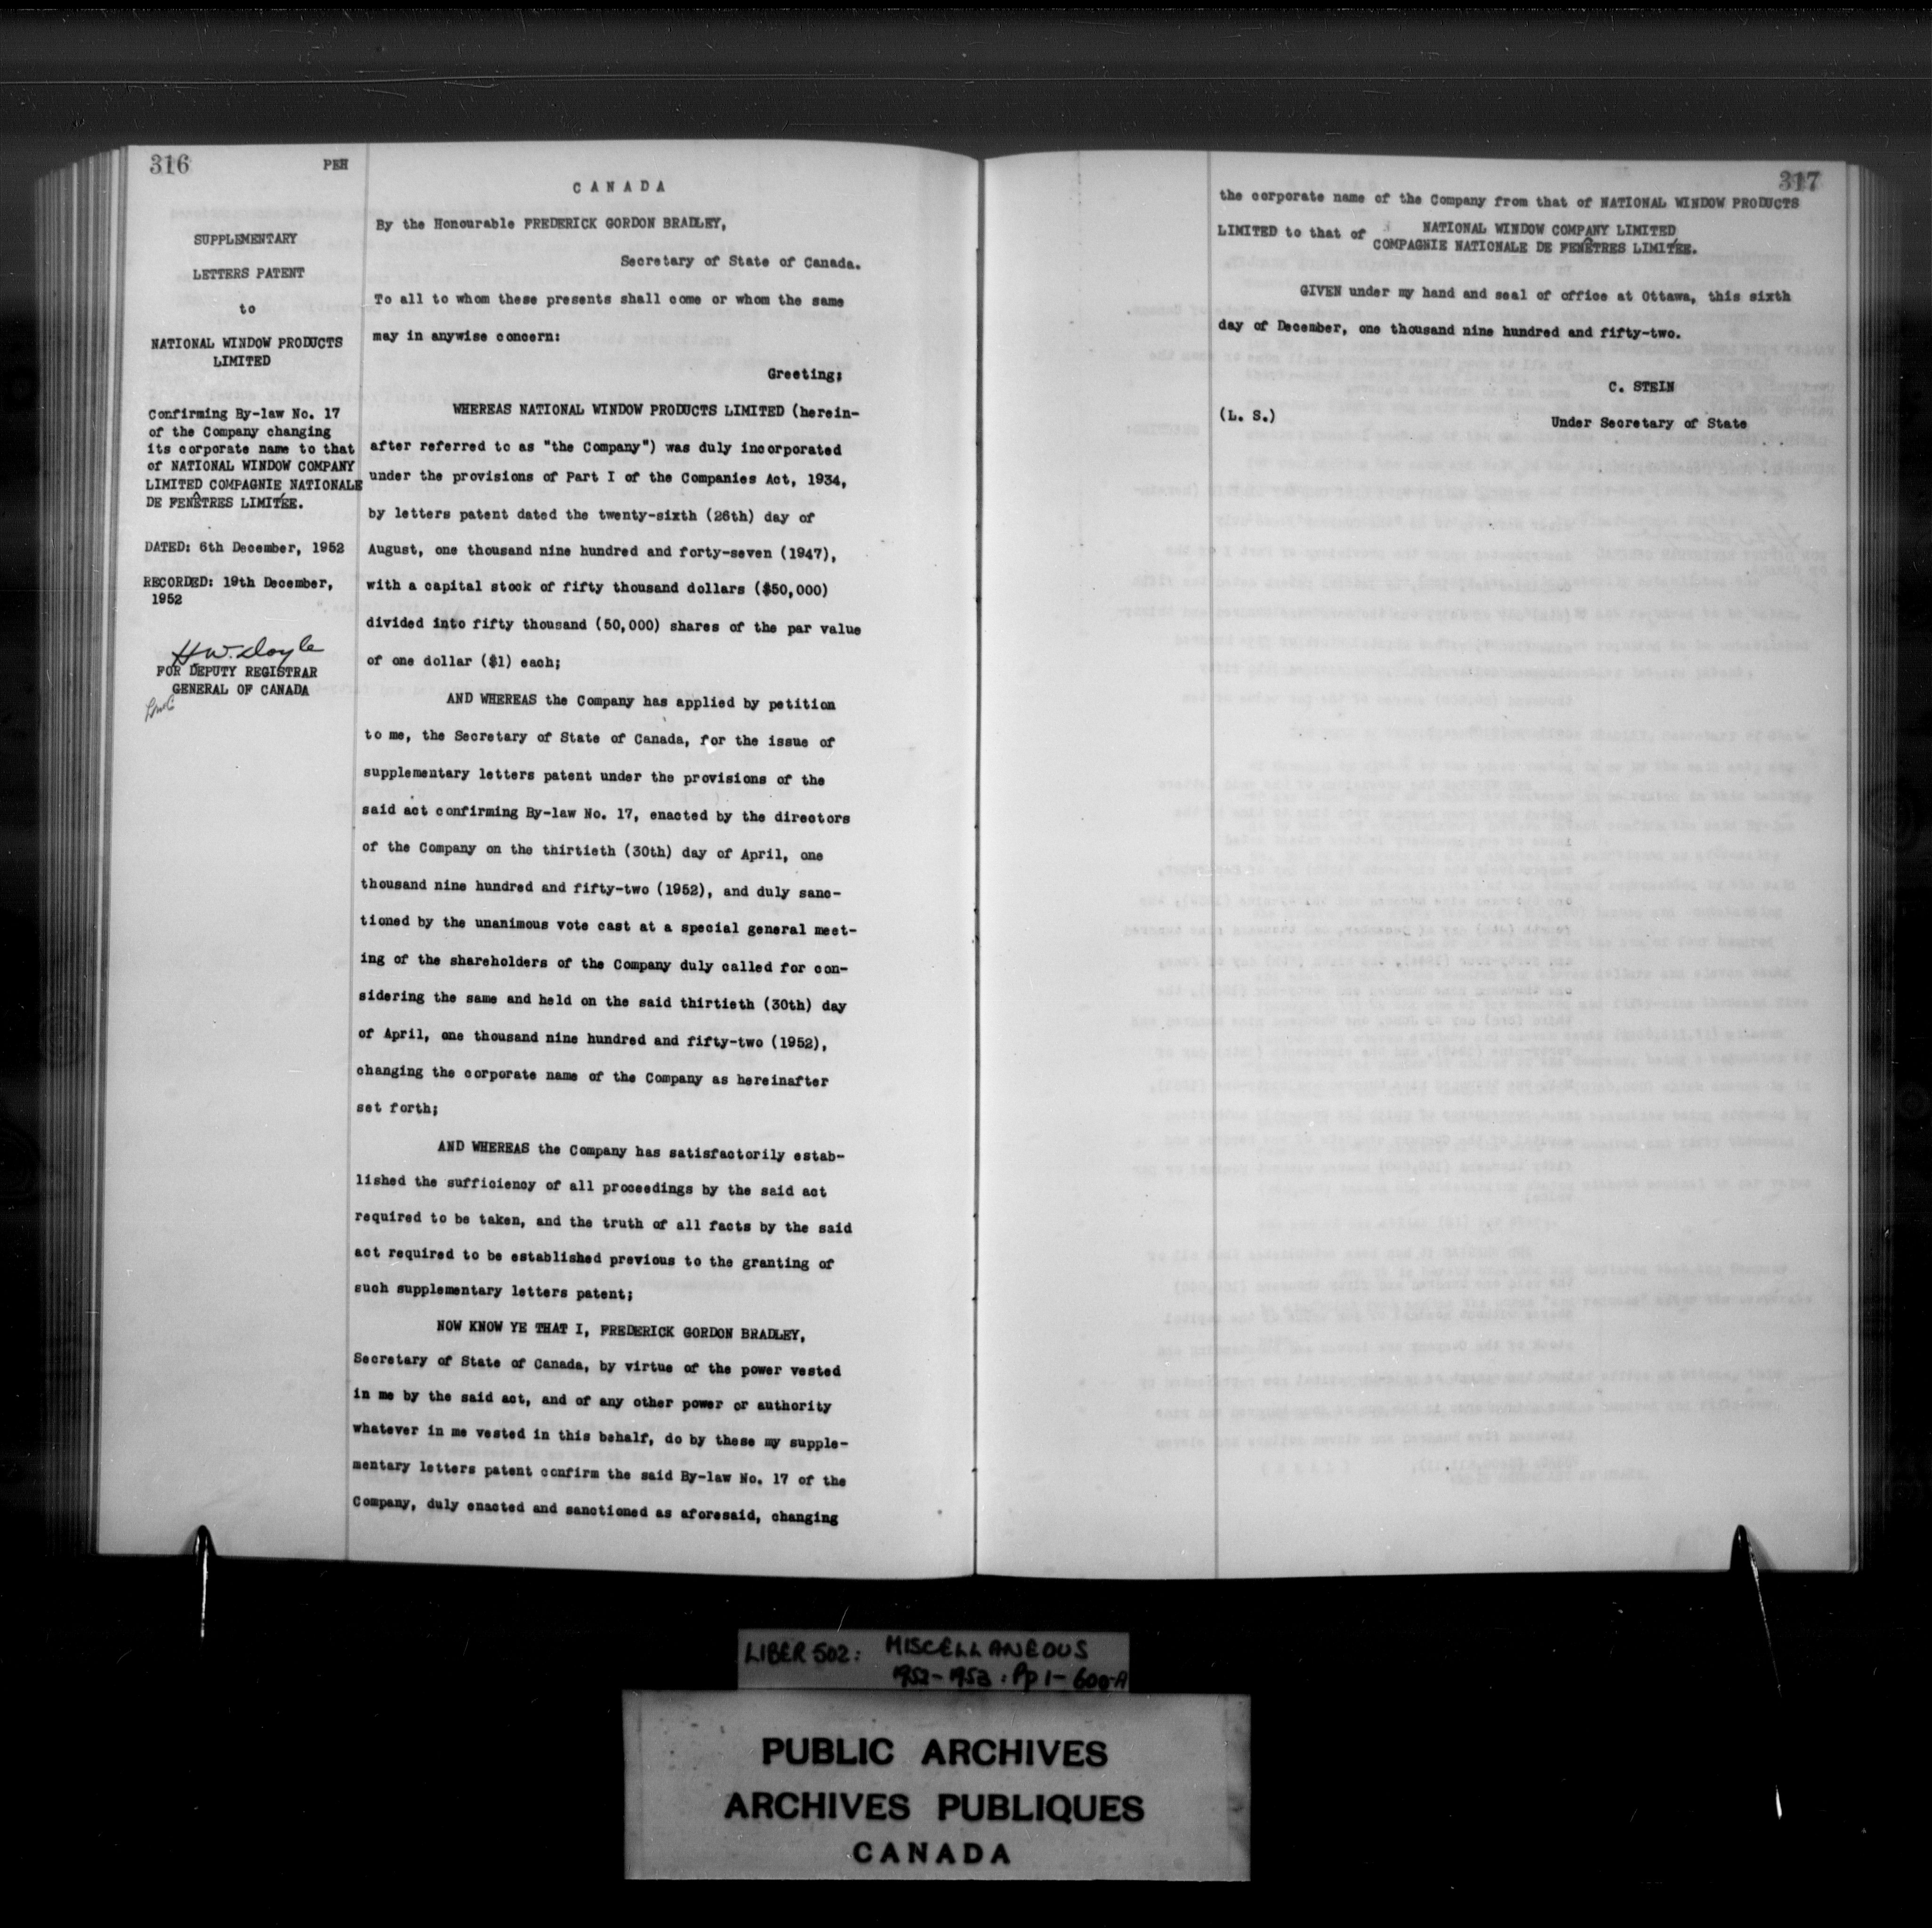 316
PEH
SUPPLEMENTARY
LETTERS PATENT
to
NATIONAL WINDOW PRODUCTS
LIMITED
Confirming By-law No. 17
of the Company changing
its corporate name to that
of NATIONAL WINDOW COMPANY
LIMITED COMPAGNIE NATIONALE
DE FENÊTRES LIMITÉE.
DATED: 6th December, 1952
RECORDED: 19th December,
1952
H.W. Doyle
FOR DEPUTY REGISTRAR
GENERAL OF CANADA
CANADA
By the Honourable FREDERICK GORDON BRADLEY,
Secretary of State of Canada.
To all to whom these presents shall come or whom the same
may in anywise concern:
Greeting;
WHEREAS NATIONAL WINDOW PRODUCTS LIMITED (herein-
after referred to as "the Company") was duly incorporated
under the provisions of Part I of the Companies Act, 1934,
by letters patent dated the twenty-sixth (26th) day of
August, one thousand nine hundred and forty-seven (1947),
with a capital stock of fifty thousand dollars ($50,000)
divided into fifty thousand (50,000) shares of the par value
of one dollar ($1) each;
AND WHEREAS the Company has applied by petition
to me, the Secretary of State of Canada, for the issue of
supplementary letters patent under the provisions of the
said act confirming By-law No. 17, enacted by the directors
of the Company on the thirtieth (30th) day of April, one
thousand nine hundred and fifty-two (1952), and duly sanc-
tioned by the unanimous vote cast at a special general meet-
ing of the shareholders of the Company duly called for con-
sidering the same and held on the said thirtieth (30th) day
of April, one thousand nine hundred and fifty-two (1952),
changing the corporate name of the Company as hereinafter
set forth;
AND WHEREAS the Company has satisfactorily estab-
lished the sufficiency of all proceedings by the said act
required to be taken, and the truth of all facts by the said
act required to be established previous to the granting of
such supplementary letters patent;
NOW KNOW YE THAT I, FREDERICK GORDON BRADLEY,
Secretary of State of Canada, by virtue of the power vested
in me by the said act, and of any other power or authority
whatever in me vested in this behalf, do by these my supple-
mentary letters patent confirm the said By-law No. 17 of the
Company, duly enacted and sanctioned as aforesaid, changing
317
the corporate name of the Company from that of NATIONAL WINDOW PRODUCTS
LIMITED to that of NATIONAL WINDOW COMPANY LIMITED
COMPAGNIE NATIONALE DE FENÊTRES LIMITÉE.
GIVEN under my hand and seal of office at Ottawa, this sixth
day of December, one thousand nine hundred and fifty-two.
C. STEIN
(L. S.) Under Secretary of State
LIBER 502: MISCELLANEOUS
1952-1953: Pp 1-600-A
PUBLIC ARCHIVES
ARCHIVES PUBLIQUES
CANADA